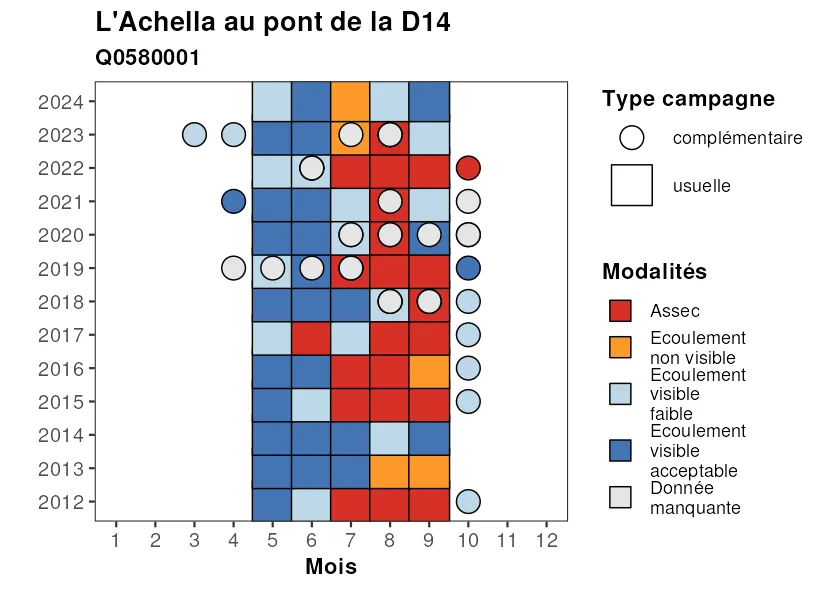 L'Achella au pont de la D14
Q0580001
2024
2023
2022
2021
2020
2019
2018
2017
2016
2015
2014
2013
2012
1 2 3 4 5 6 7 8 9 10 11 12
Mois
Type campagne
complémentaire
usuelle
Modalités
Assec
Ecoulement
non visible
Ecoulement
visible
faible
Ecoulement
visible
acceptable
Donnée
manquante